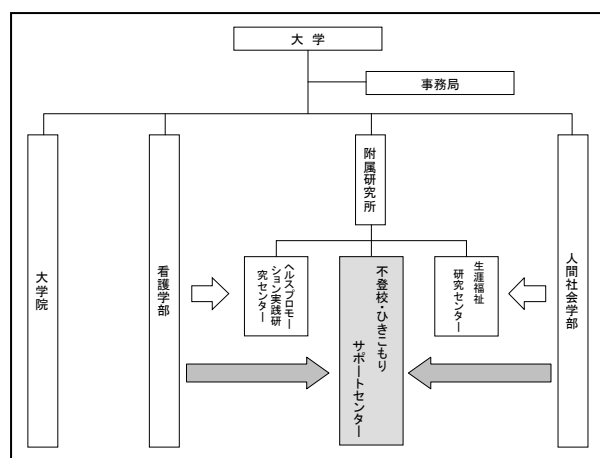 大 学
事務局
大学院
看護学部
附属研究所
人間社会学部
ヘルスプロモー
ション実践研
究センター
不登校・ひきこもり
サポートセンター
生涯福祉
研究センター